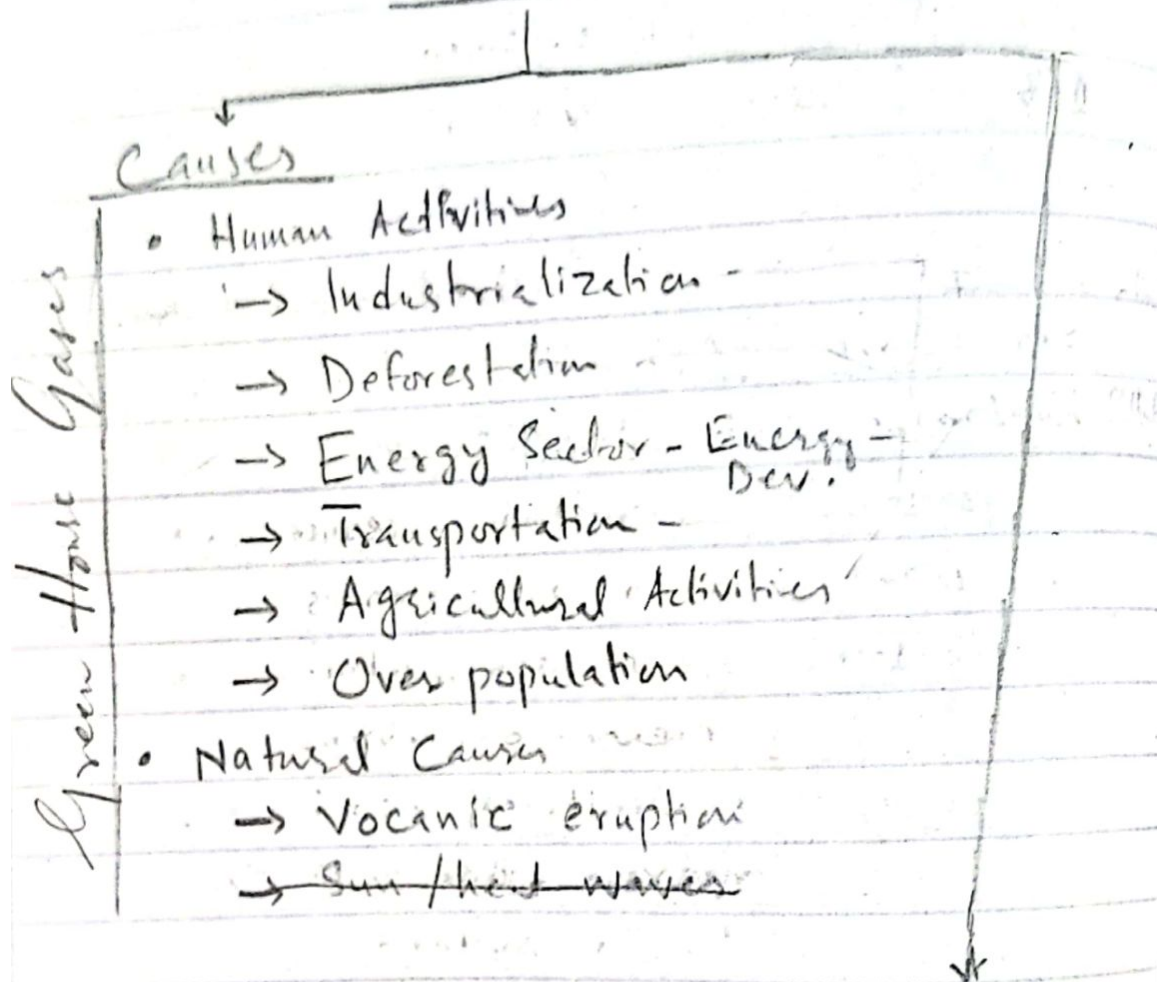 Causes
Green House Gases
• Human Activities
→ Industrialization -
→ Deforestation -
→ Energy Sector - Energy -
Dev.
→ Transportation -
→ Agricultural Activities
→ Over population
• Natural Causes
→ Vocanic eruption
→ Sun/heat waves